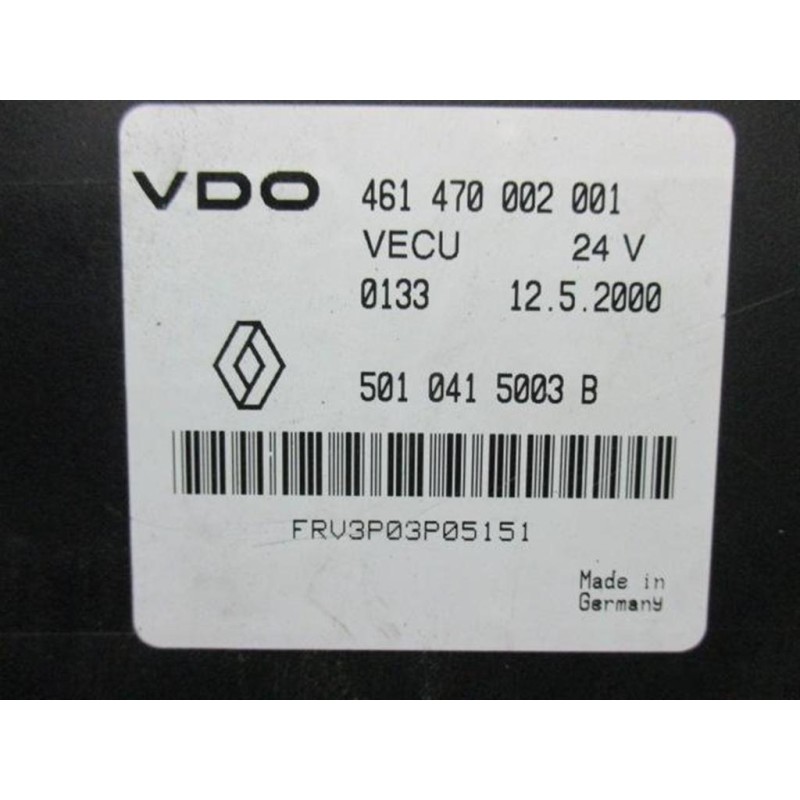 VDO 461 470 002 001
VECU 24 V
0133 12.5.2000
501 041 5003 B
FRV3P03P05151
Made in
Germany